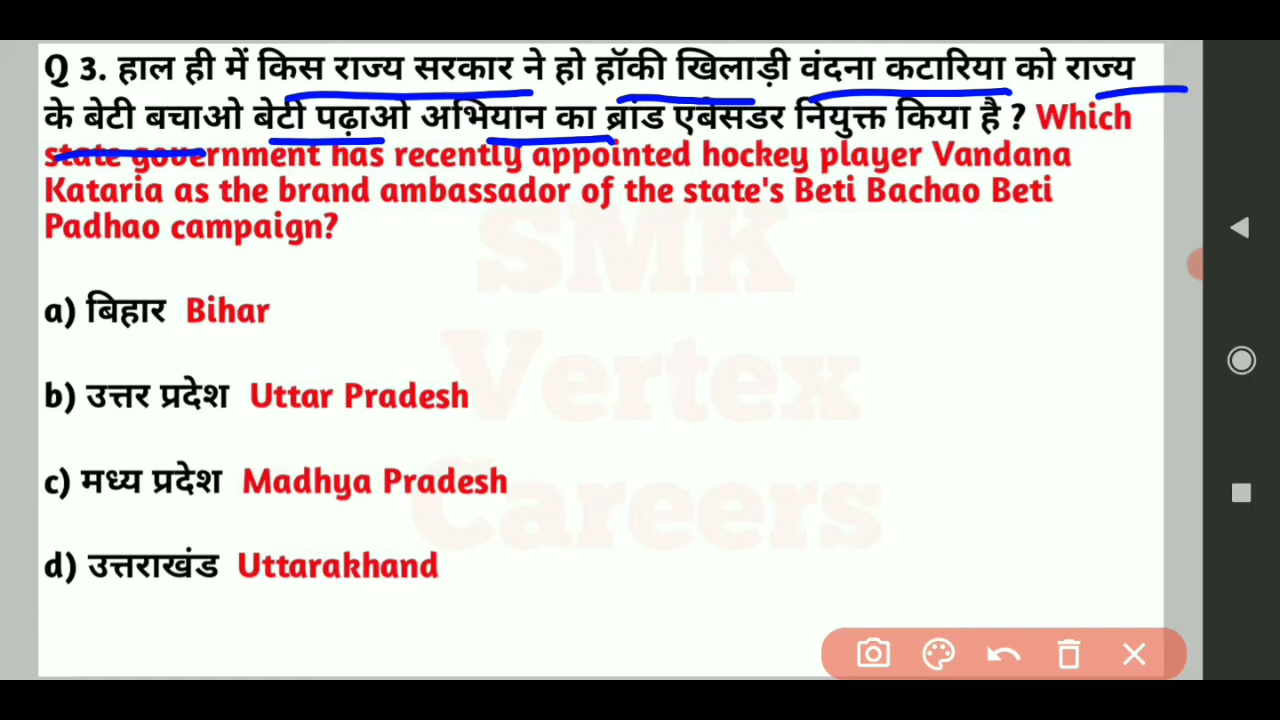 Q 3. हाल ही में किस राज्य सरकार ने हो हॉकी खिलाड़ी वंदना कटारिया को राज्य
के बेटी बचाओ बेटी पढ़ाओ अभियान का ब्रांड एंबेसडर नियुक्त किया है ? Which
state government has recently appointed hockey player Vandana
Kataria as the brand ambassador of the state's Beti Bachao Beti
Padhao campaign?
a) बिहार Bihar
b) उत्तर प्रदेश Uttar Pradesh
c) मध्य प्रदेश Madhya Pradesh
d) उत्तराखंड Uttarakhand
SMK
Vertex
Careers